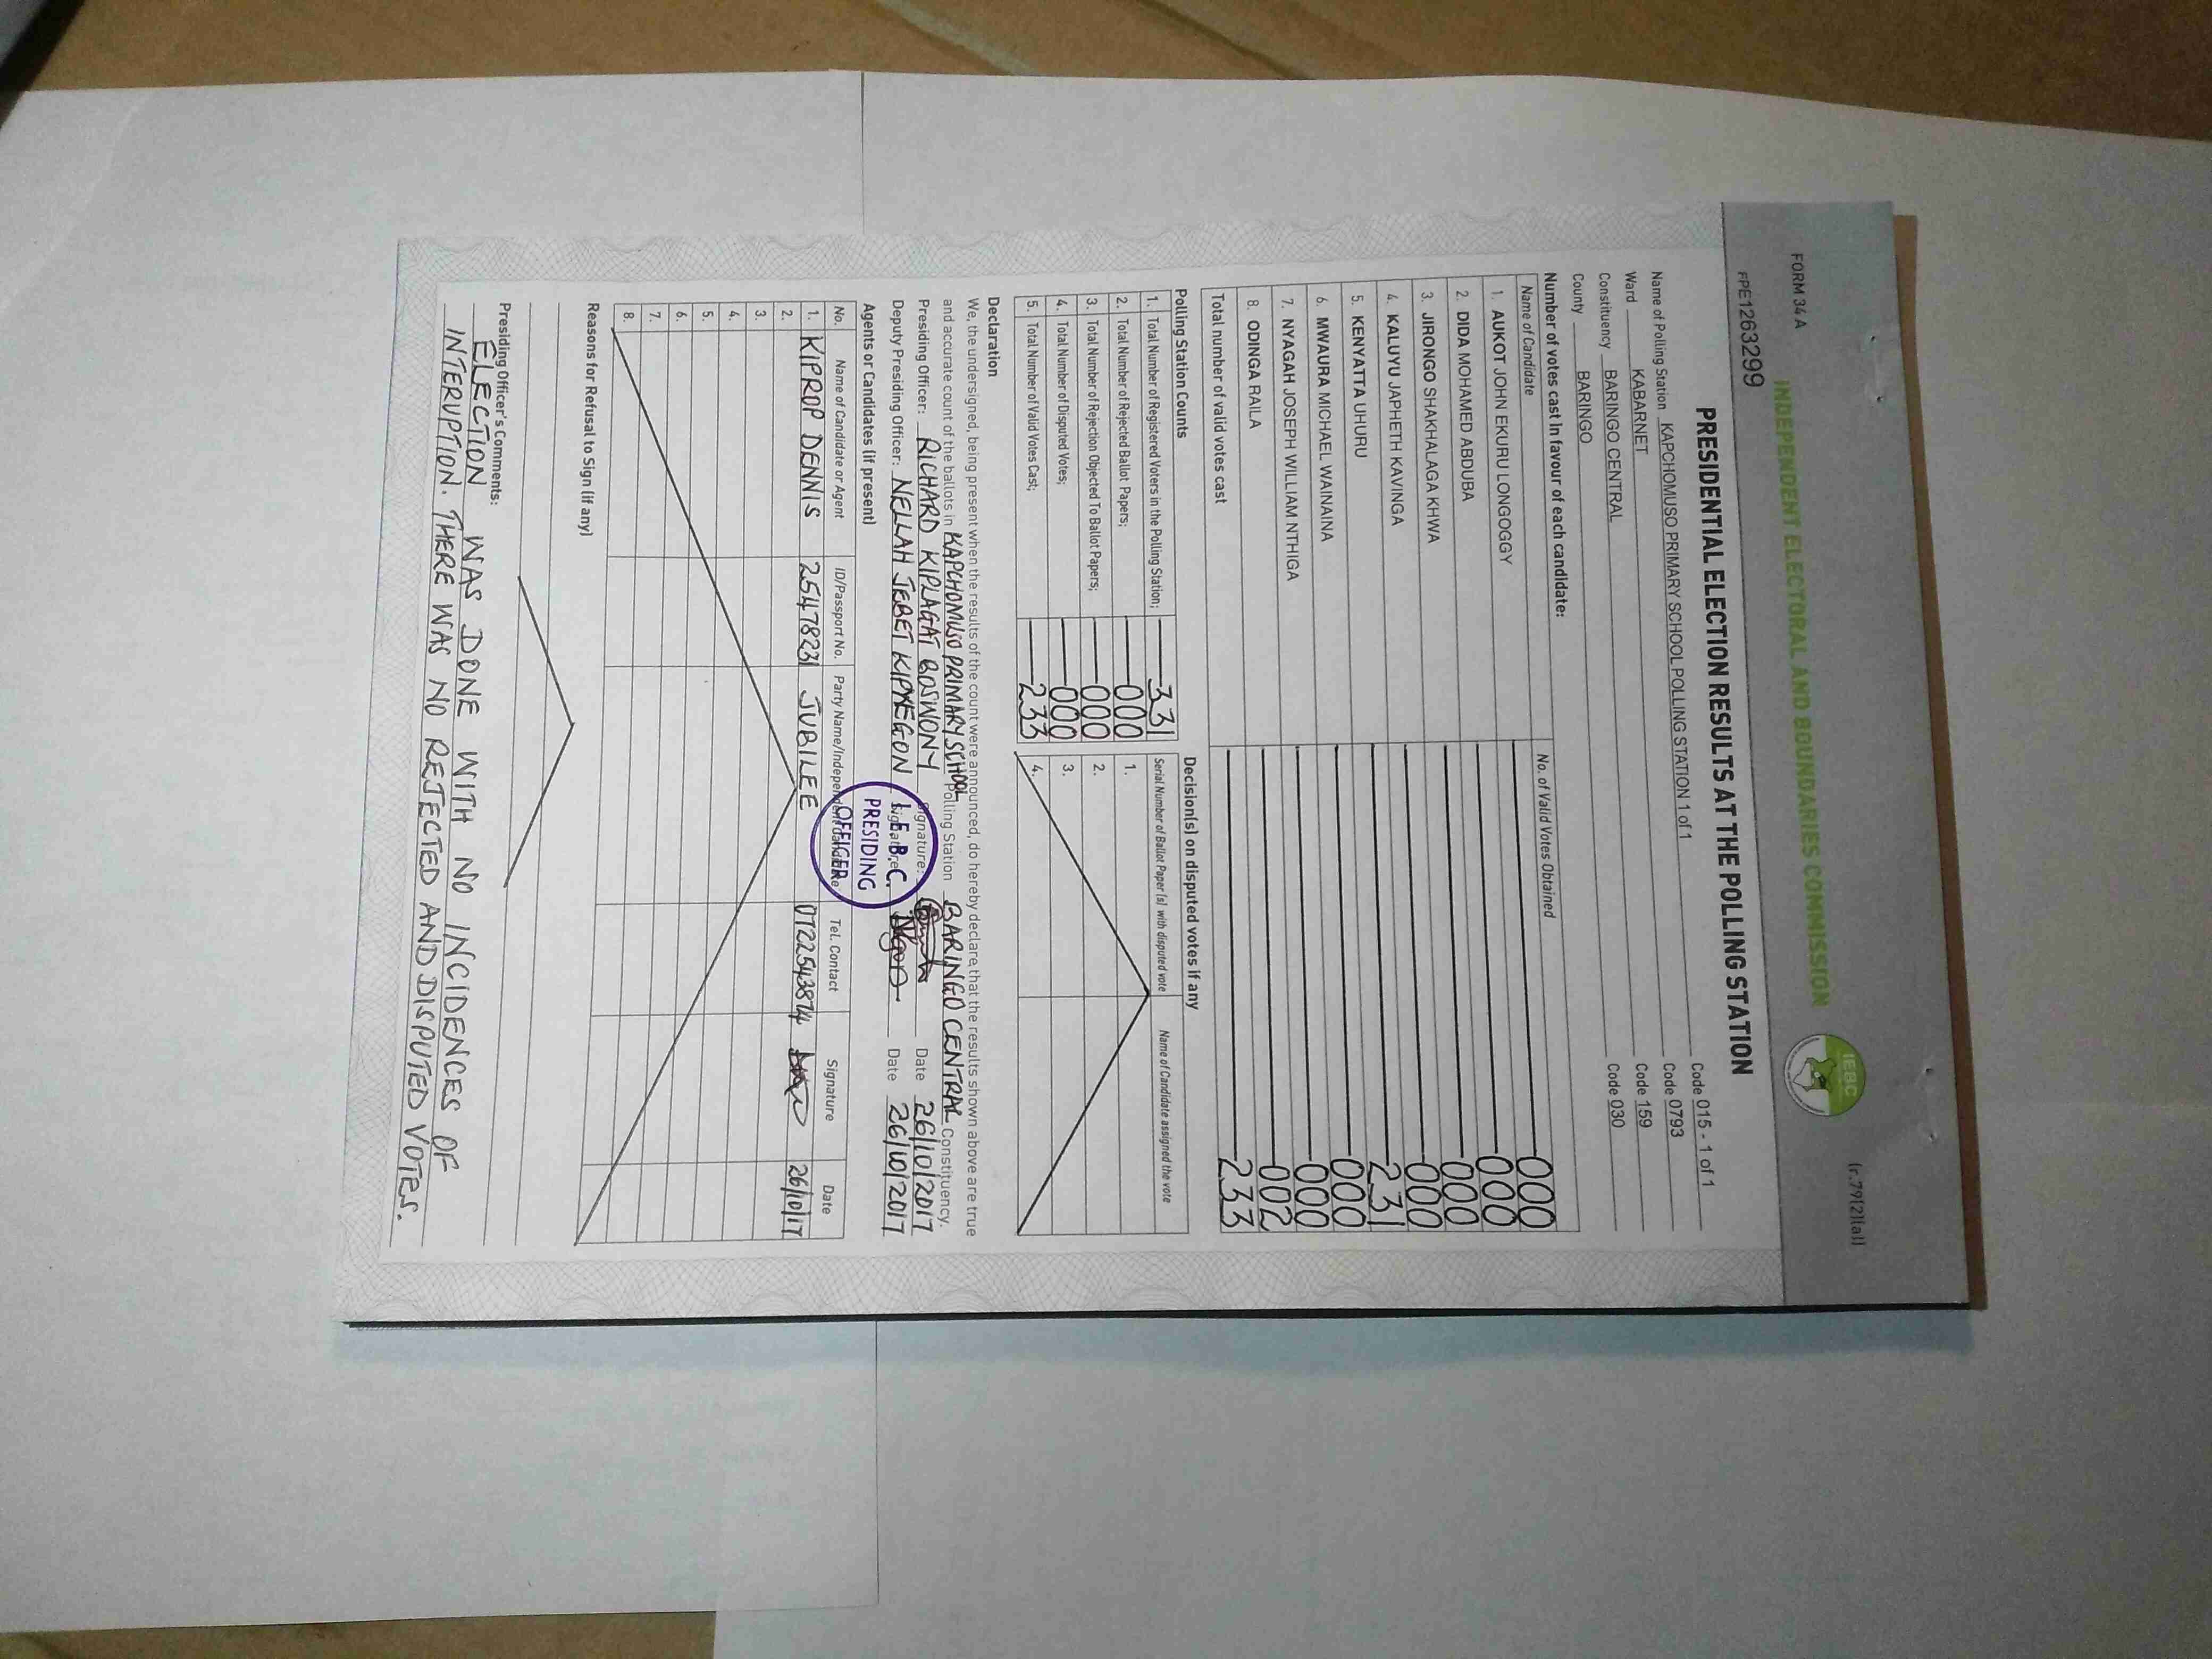 FORM 34 A
(r.79(2)(a))
INDEPENDENT ELECTORAL AND BOUNDARIES COMMISSION
IEBC
FPE1263299
PRESIDENTIAL ELECTION RESULTS AT THE POLLING STATION
Name of Polling Station KAPCHOMUSO PRIMARY SCHOOL POLLING STATION 1 of 1 Code 015 - 1 of 1
Ward KABARNET Code 0793
Constituency BARINGO CENTRAL Code 159
County BARINGO Code 030
Number of votes cast in favour of each candidate:
Name of Candidate No. of Valid Votes Obtained
1. AUKOT JOHN EKURU LONGOGGY 000
2. DIDA MOHAMED ABDUBA 000
3. JIRONGO SHAKHALAGA KHWA 000
4. KALUYU JAPHETH KAVINGA 000
5. KENYATTA UHURU 231
6. MWAURA MICHAEL WAINAINA 000
7. NYAGAH JOSEPH WILLIAM NTHIGA 000
8. ODINGA RAILA 002
Total number of valid votes cast 233
Polling Station Counts
1. Total Number of Registered Voters in the Polling Station; 331
2. Total Number of Rejected Ballot Papers; 000
3. Total Number of Rejection Objected To Ballot Papers; 000
4. Total Number of Disputed Votes; 000
5. Total Number of Valid Votes Cast; 233
Decision(s) on disputed votes if any
Serial Number of Ballot Paper (s) with disputed vote Name of Candidate assigned the vote
1.
2.
3.
4.
Declaration
We, the undersigned, being present when the results of the count were announced, do hereby declare that the results shown above are true
and accurate count of the ballots in KAPCHOMUSO PRIMARY SCHOOL Polling Station BARINGO CENTRAL Constituency.
Presiding Officer: RICHARD KIPLAGAT BOSWONY Signature: Date 26/10/2017
Deputy Presiding Officer: NELLAH JEBET KIPYEGON Signature: Date 26/10/2017
I.E.B.C.
PRESIDING
OFFICER
Agents or Candidates (if present)
No. Name of Candidate or Agent ID/Passport No. Party Name/Independent Candidate Tel. Contact Signature Date
1. KIPROP DENNIS 25478231 JUBILEE 0722543874 26/10/17
2.
3.
4.
5.
6.
7.
8.
Reasons for Refusal to Sign (if any)
Presiding Officer's Comments:
ELECTION WAS DONE WITH NO INCIDENCES OF
INTERUPTION. THERE WAS NO REJECTED AND DISPUTED VOTES.